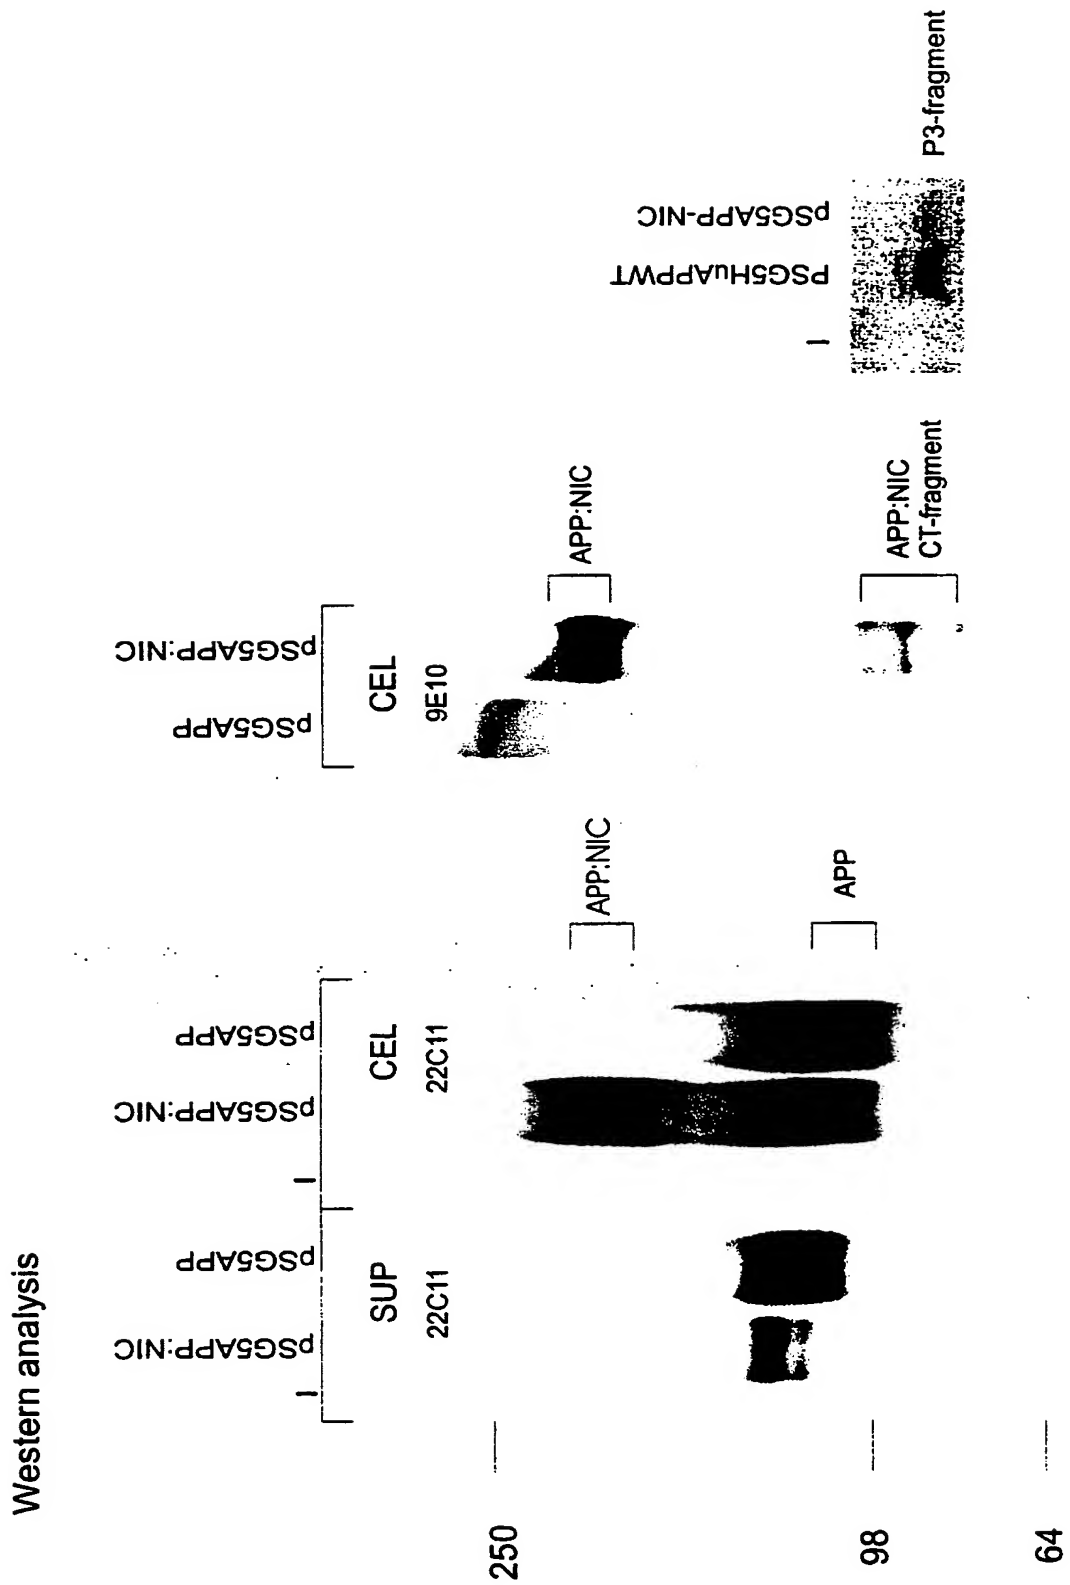 Western analysis
–
pSG5APP:NIC
pSG5APP
–
pSG5APP:NIC
pSG5APP
SUP
22C11
CEL
22C11
250
98
64
APP:NIC
APP
pSG5APP
pSG5APP:NIC
CEL
9E10
APP:NIC
APP:NIC
CT-fragment
–
PSG5HuAPPWT
pSG5APP-NIC
P3-fragment